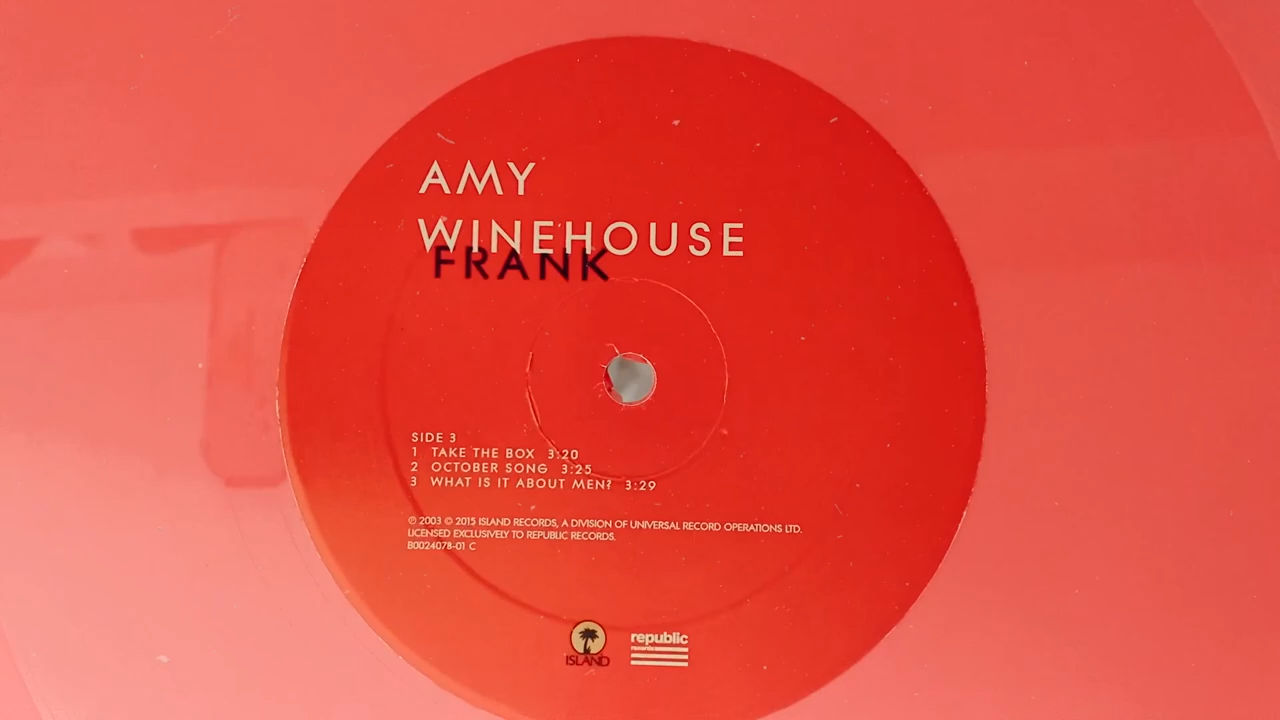 AMY
WINEHOUSE
FRANK
SIDE 3
1 TAKE THE BOX 3:20
2 OCTOBER SONG 3:25
3 WHAT IS IT ABOUT MEN? 3:29
℗ 2003 © 2015 ISLAND RECORDS, A DIVISION OF UNIVERSAL RECORD OPERATIONS LTD.
LICENSED EXCLUSIVELY TO REPUBLIC RECORDS.
B0024078-01 C
ISLAND
republic
records